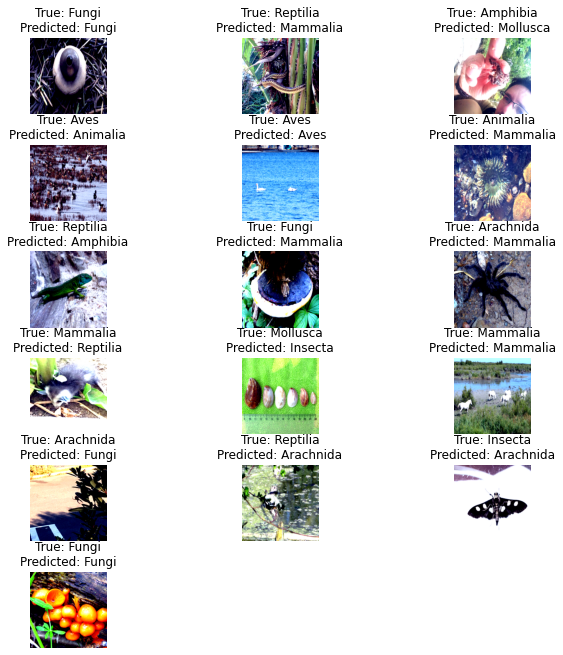 True: Fungi
Predicted: Fungi
True: Reptilia
Predicted: Mammalia
True: Amphibia
Predicted: Mollusca
True: Aves
Predicted: Animalia
True: Aves
Predicted: Aves
True: Animalia
Predicted: Mammalia
True: Reptilia
Predicted: Amphibia
True: Fungi
Predicted: Mammalia
True: Arachnida
Predicted: Mammalia
True: Mammalia
Predicted: Reptilia
True: Mollusca
Predicted: Insecta
True: Mammalia
Predicted: Mammalia
True: Arachnida
Predicted: Fungi
True: Reptilia
Predicted: Arachnida
True: Insecta
Predicted: Arachnida
True: Fungi
Predicted: Fungi